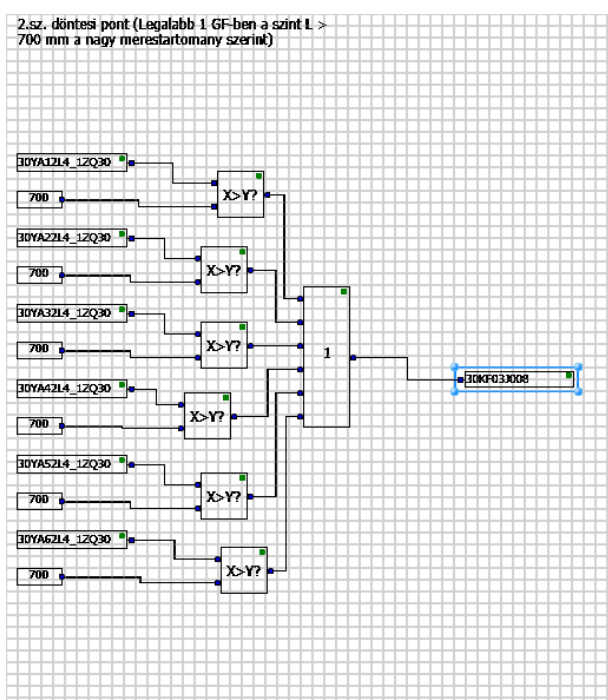 2.sz. döntesi pont (Legalabb 1 GF-ben a szint L >
700 mm a nagy merestartomany szerint)
30YA12L4_1ZQ30
700
X>Y?
30YA22L4_1ZQ30
700
X>Y?
30YA32L4_1ZQ30
700
X>Y?
1
30KF03J008
30YA42L4_1ZQ30
700
X>Y?
30YA52L4_1ZQ30
700
X>Y?
30YA62L4_1ZQ30
700
X>Y?